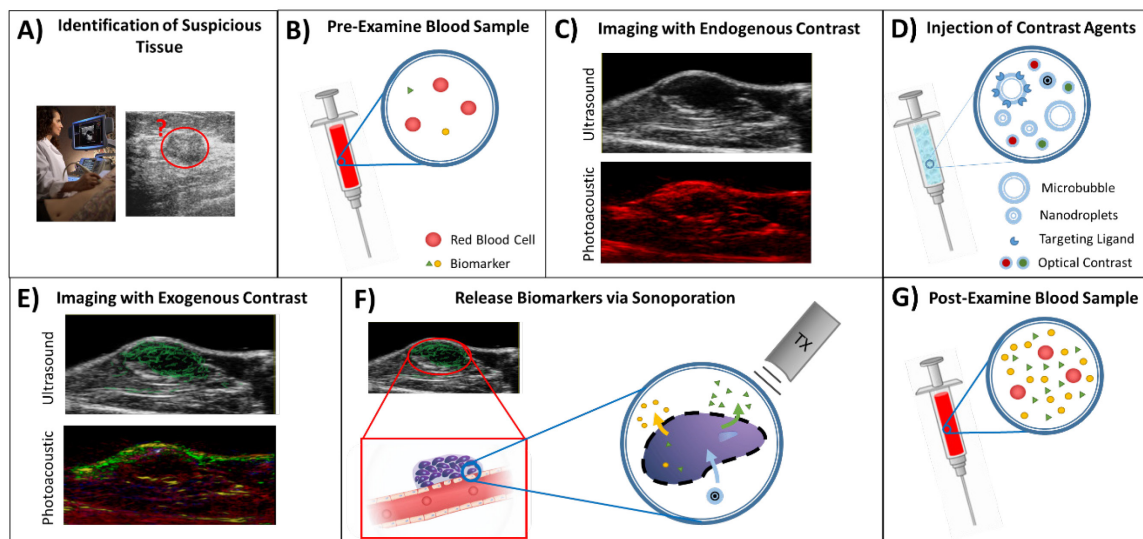 A) Identification of Suspicious
Tissue
?
B) Pre-Examine Blood Sample
Red Blood Cell
Biomarker
C) Imaging with Endogenous Contrast
Ultrasound
Photoacoustic
D) Injection of Contrast Agents
Microbubble
Nanodroplets
Targeting Ligand
Optical Contrast
E) Imaging with Exogenous Contrast
Ultrasound
Photoacoustic
F) Release Biomarkers via Sonoporation
TX
G) Post-Examine Blood Sample